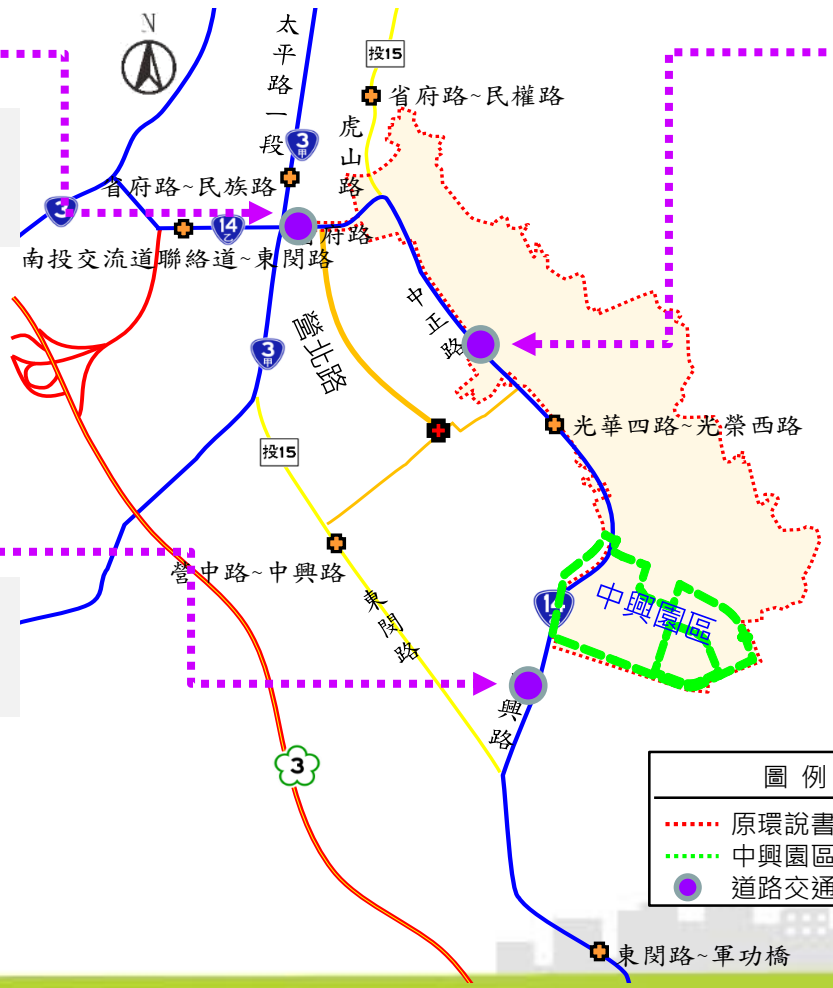 N
太平路一段
投15
省府路~民權路
虎山路
3甲
省府路~民族路
3
14乙
府路
南投交流道聯絡道~東閔路
中正路
營北路
3甲
光華四路~光榮西路
投15
營中路~中興路
東閔路
14
中興園區
興路
3
圖例
原環說書
中興園區
道路交通
東閔路~軍功橋